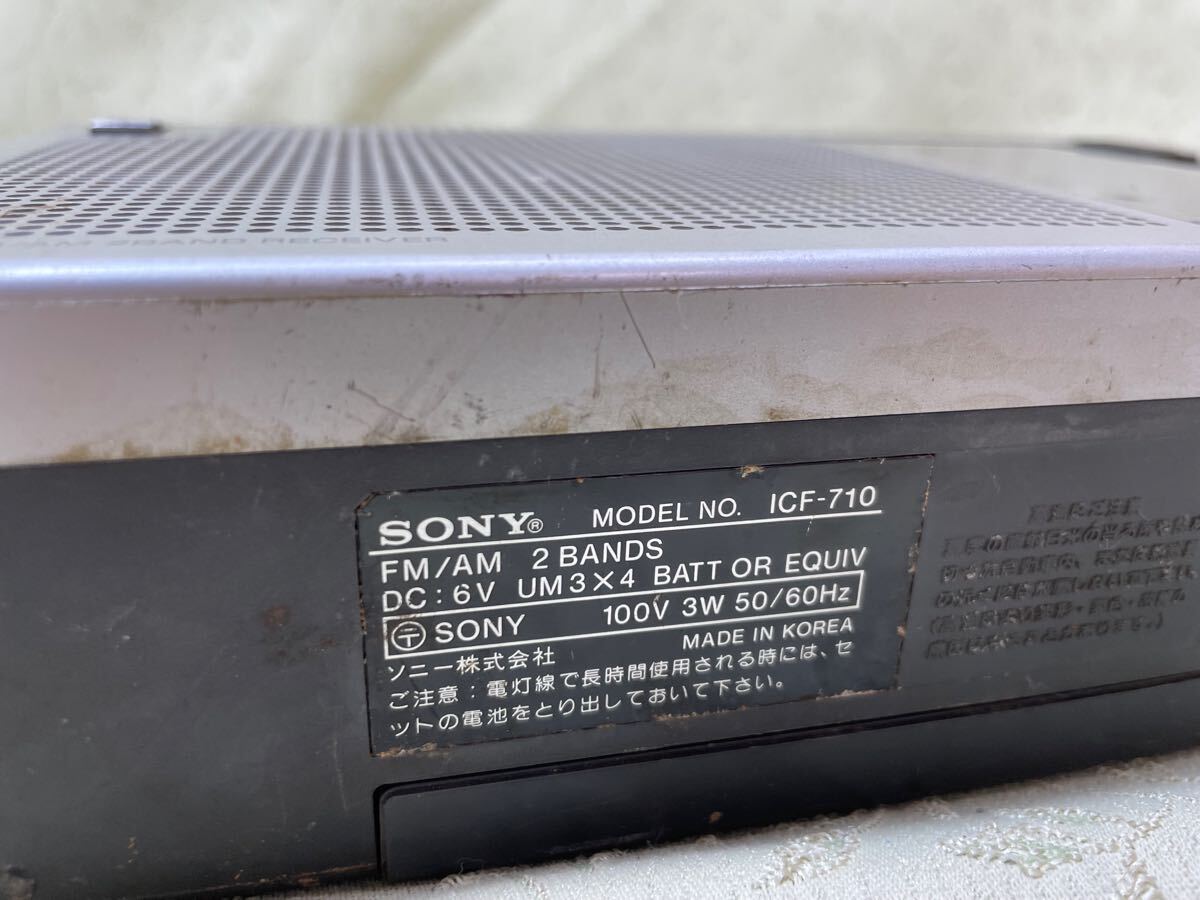 2BAND RECEIVER
SONY® MODEL NO. ICF-710
FM/AM 2 BANDS
DC: 6V UM3×4 BATT OR EQUIV
〒 SONY 100V 3W 50/60Hz
MADE IN KOREA
ソニー株式会社
ご注意：電灯線で長時間使用される時には、セ
ットの電池をとり出しておいて下さい。